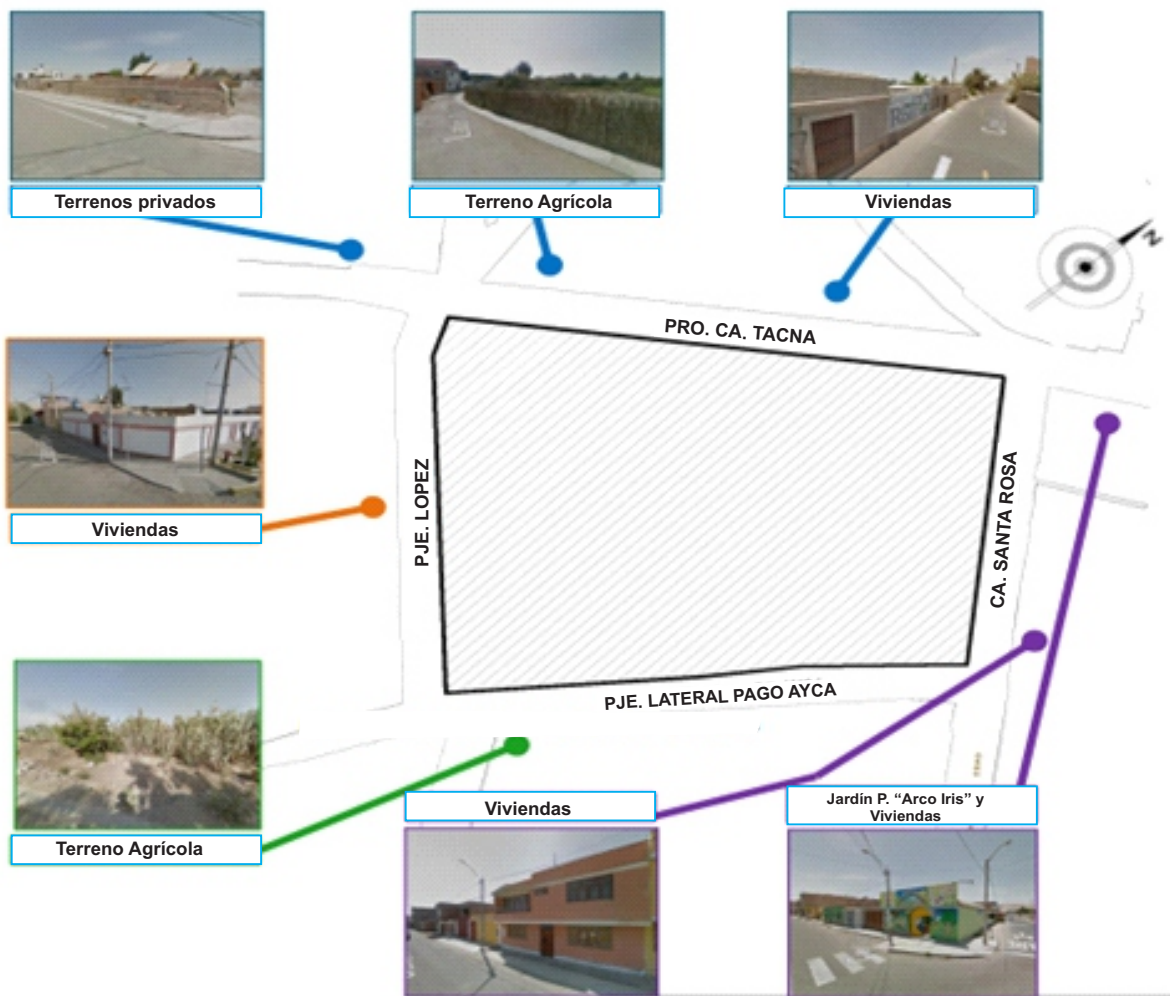 Terrenos privados
Terreno Agrícola
Viviendas
N
PRO. CA. TACNA
Viviendas
PJE. LOPEZ
CA. SANTA ROSA
PJE. LATERAL PAGO AYCA
Terreno Agrícola
Viviendas
Jardín P. “Arco Iris” y
Viviendas